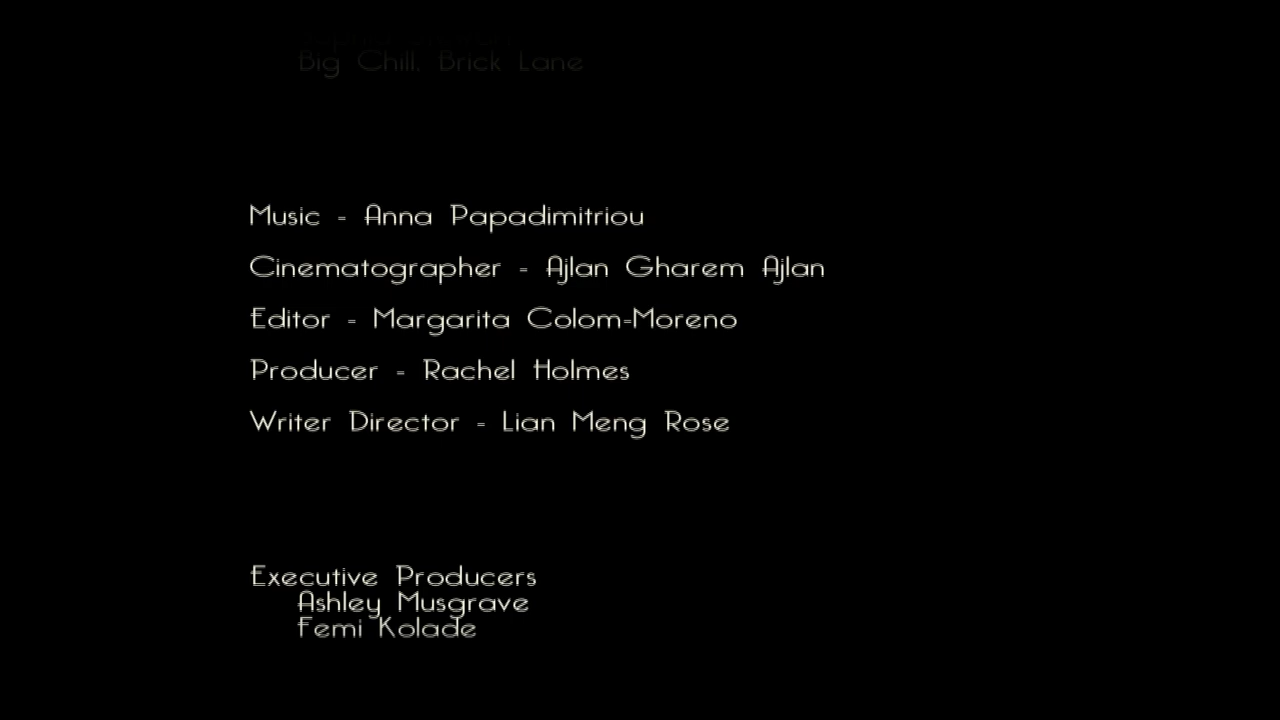 Big Chill, Brick Lane
Music - Anna Papadimitriou
Cinematographer - Ajlan Gharem Ajlan
Editor - Margarita Colom-Moreno
Producer - Rachel Holmes
Writer Director - Lian Meng Rose
Executive Producers
Ashley Musgrave
Femi Kolade